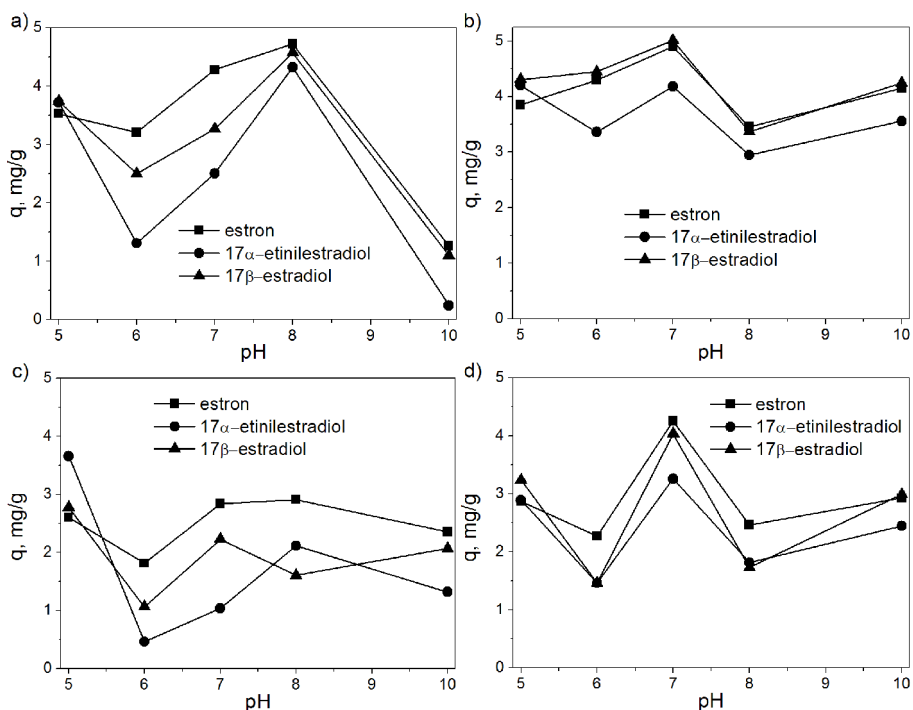 a)
5
4
3
2
1
0
q, mg/g
estron
17α−etinilestradiol
17β−estradiol
5 6 7 8 9 10
pH
b)
5
4
3
2
1
0
q, mg/g
estron
17α−etinilestradiol
17β−estradiol
5 6 7 8 9 10
pH
c)
5
4
3
2
1
0
q, mg/g
estron
17α−etinilestradiol
17β−estradiol
5 6 7 8 9 10
pH
d)
5
4
3
2
1
0
q, mg/g
estron
17α−etinilestradiol
17β−estradiol
5 6 7 8 9 10
pH